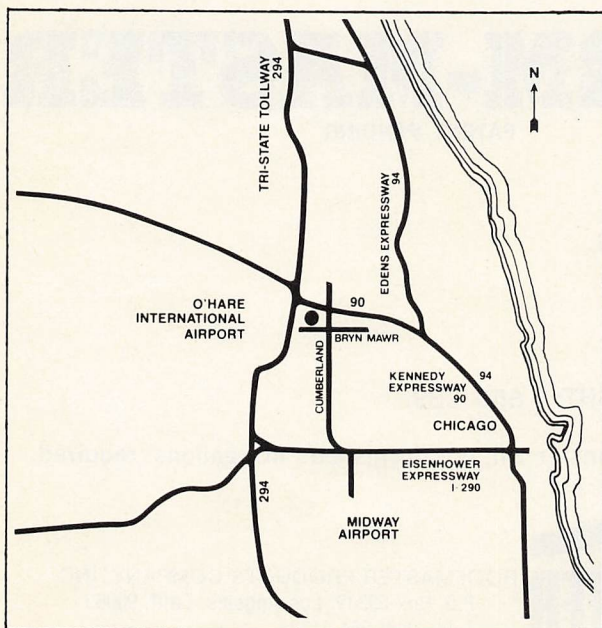 N
TRI-STATE TOLLWAY
294
EDENS EXPRESSWAY
94
O'HARE
INTERNATIONAL
AIRPORT
90
BRYN MAWR
CUMBERLAND
KENNEDY
EXPRESSWAY
90
94
CHICAGO
EISENHOWER
EXPRESSWAY
I-290
294
MIDWAY
AIRPORT